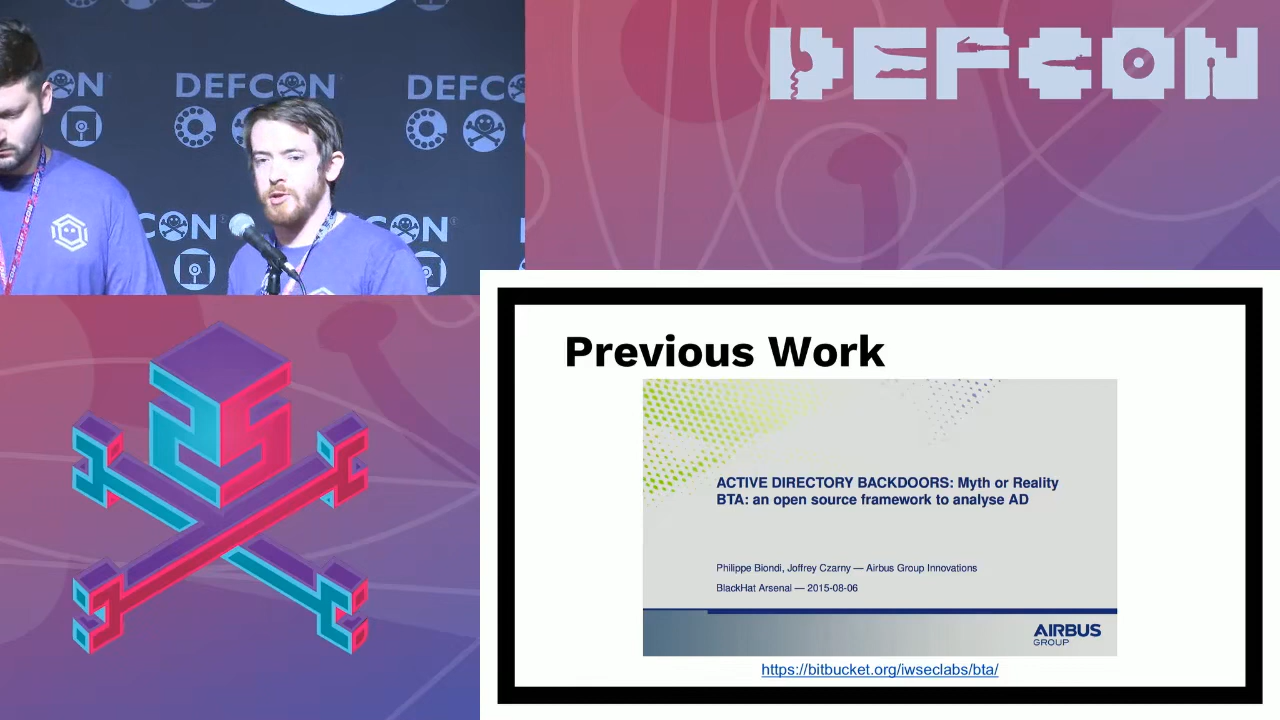 DEFCON
DEFCON
DEFC
CON
CON
DEFCON
Previous Work
ACTIVE DIRECTORY BACKDOORS: Myth or Reality
BTA: an open source framework to analyse AD
Philippe Biondi, Joffrey Czarny — Airbus Group Innovations
BlackHat Arsenal — 2015-08-06
AIRBUS
GROUP
https://bitbucket.org/iwseclabs/bta/